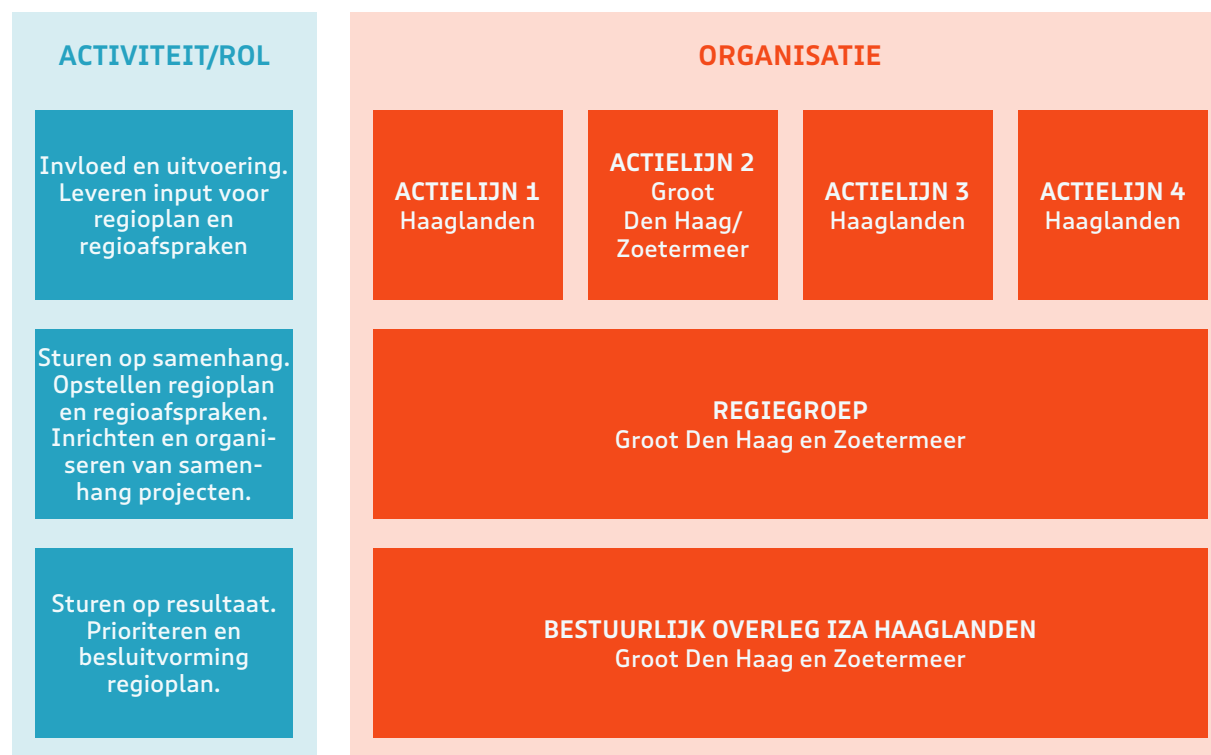 ACTIVITEIT/ROL
ORGANISATIE
Invloed en uitvoering.
Leveren input voor
regioplan en
regioafspraken
ACTIELIJN 1
Haaglanden
ACTIELIJN 2
Groot
Den Haag/
Zoetermeer
ACTIELIJN 3
Haaglanden
ACTIELIJN 4
Haaglanden
Sturen op samenhang.
Opstellen regioplan
en regioafspraken.
Inrichten en organi-
seren van samen-
hang projecten.
REGIEGROEP
Groot Den Haag en Zoetermeer
Sturen op resultaat.
Prioriteren en
besluitvorming
regioplan.
BESTUURLIJK OVERLEG IZA HAAGLANDEN
Groot Den Haag en Zoetermeer